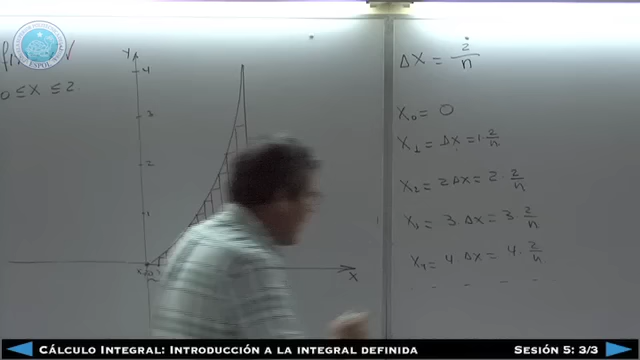 ESPOL
0 ≤ X ≤ 2
Y
4
3
2
1
X
ΔX = 2/n
X₀ = 0
X₁ = ΔX = 1·2/n
X₂ = 2ΔX = 2·2/n
X₃ = 3·ΔX = 3·2/n
X₄ = 4 ΔX = 4·2/n
Cálculo Integral: Introducción a la integral definida
Sesión 5: 3/3